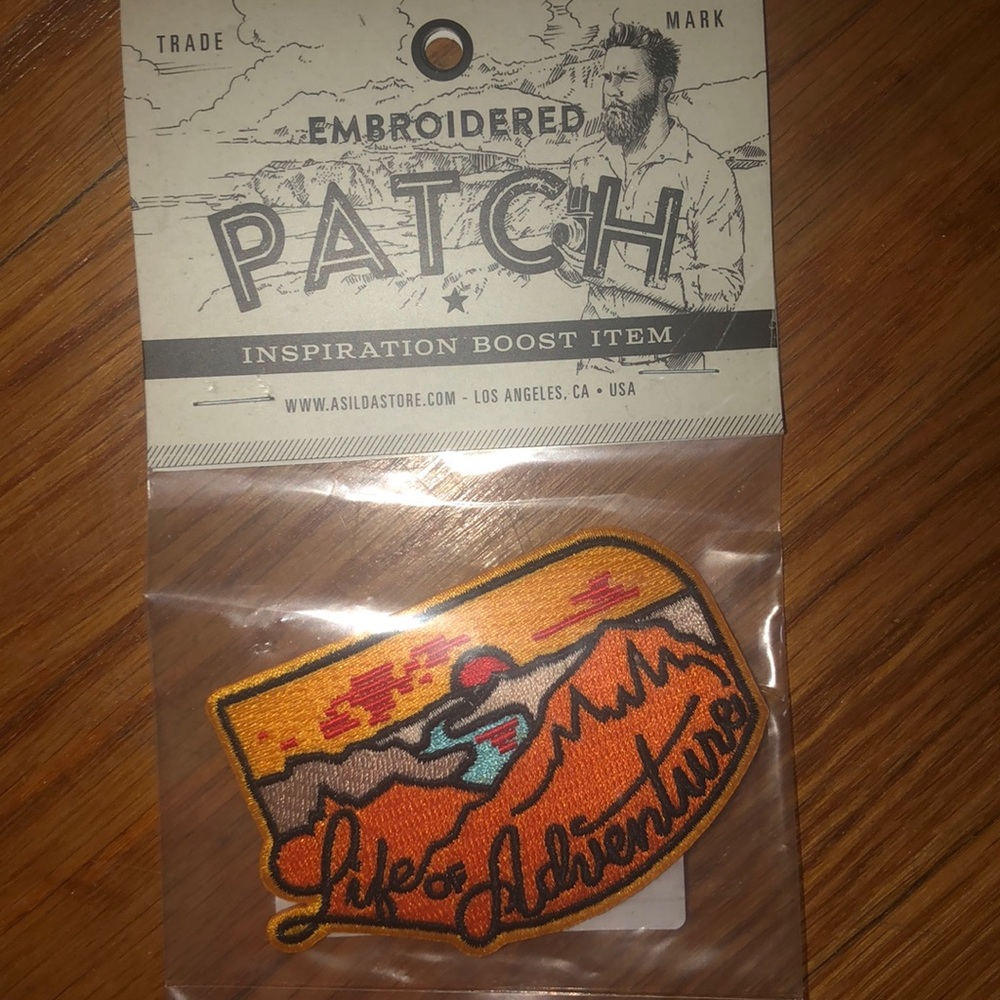 TRADE MARK
EMBROIDERED
PATCH
INSPIRATION BOOST ITEM
WWW.ASILDASTORE.COM - LOS ANGELES, CA • USA
Life of Adventure